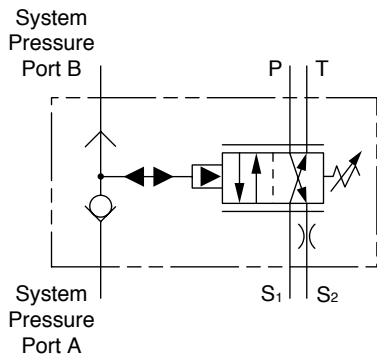 System
Pressure
Port B
P T
System
Pressure
Port A
S1 S2